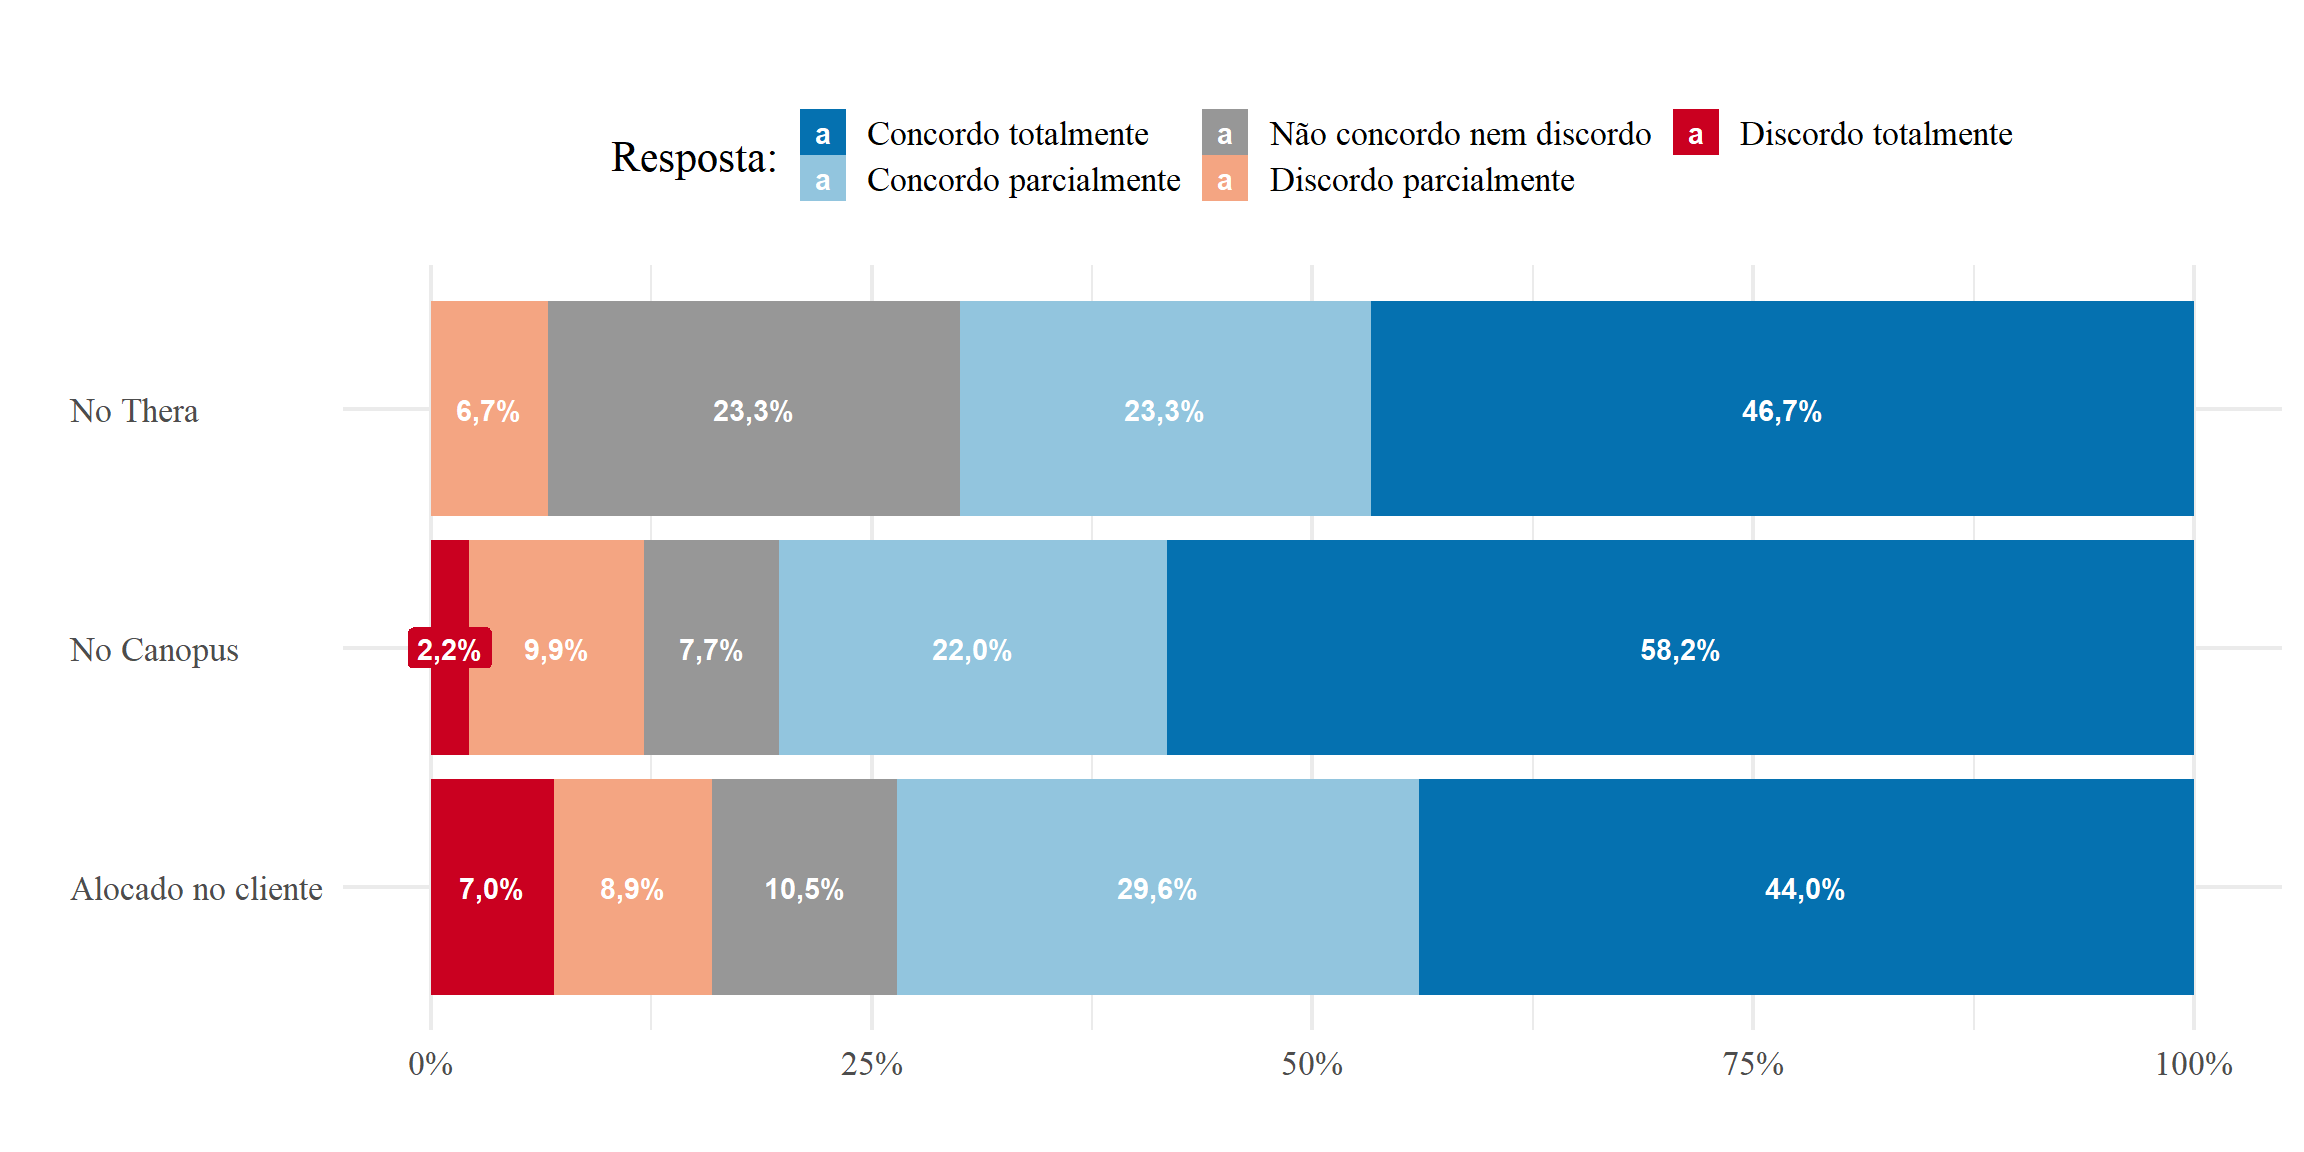 Resposta:
a Concordo totalmente
a Não concordo nem discordo
a Discordo totalmente
a Concordo parcialmente
a Discordo parcialmente
No Thera
6,7% 23,3% 23,3% 46,7%
No Canopus
2,2% 9,9% 7,7% 22,0% 58,2%
Alocado no cliente
7,0% 8,9% 10,5% 29,6% 44,0%
0% 25% 50% 75% 100%